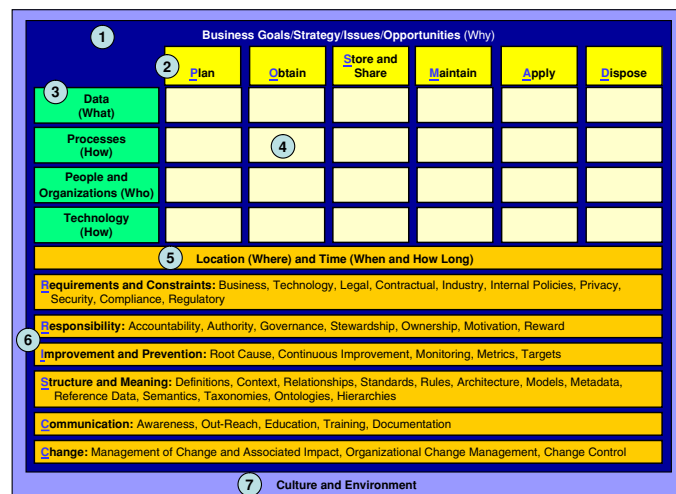 1
Business Goals/Strategy/Issues/Opportunities (Why)
2
Plan
Obtain
Store and
Share
Maintain
Apply
Dispose
3
Data
(What)
Processes
(How)
4
People and
Organizations (Who)
Technology
(How)
5
Location (Where) and Time (When and How Long)
Requirements and Constraints: Business, Technology, Legal, Contractual, Industry, Internal Policies, Privacy,
Security, Compliance, Regulatory
Responsibility: Accountability, Authority, Governance, Stewardship, Ownership, Motivation, Reward
6
Improvement and Prevention: Root Cause, Continuous Improvement, Monitoring, Metrics, Targets
Structure and Meaning: Definitions, Context, Relationships, Standards, Rules, Architecture, Models, Metadata,
Reference Data, Semantics, Taxonomies, Ontologies, Hierarchies
Communication: Awareness, Out-Reach, Education, Training, Documentation
Change: Management of Change and Associated Impact, Organizational Change Management, Change Control
7
Culture and Environment